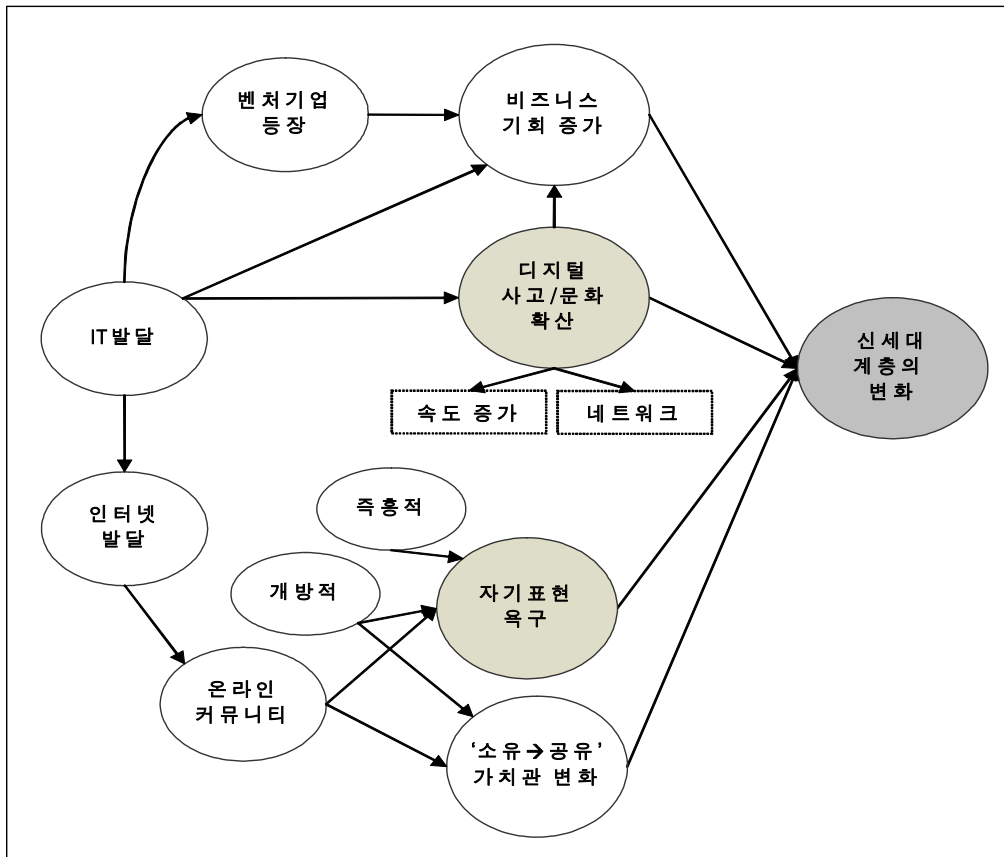 벤처기업
등장
비즈니스
기회 증가
디지털
사고/문화
확산
IT발달
신세대
계층의
변화
속도 증가
네트워크
인터넷
발달
즉흥적
개방적
자기표현
욕구
온라인
커뮤니티
‘소유→공유’
가치관 변화